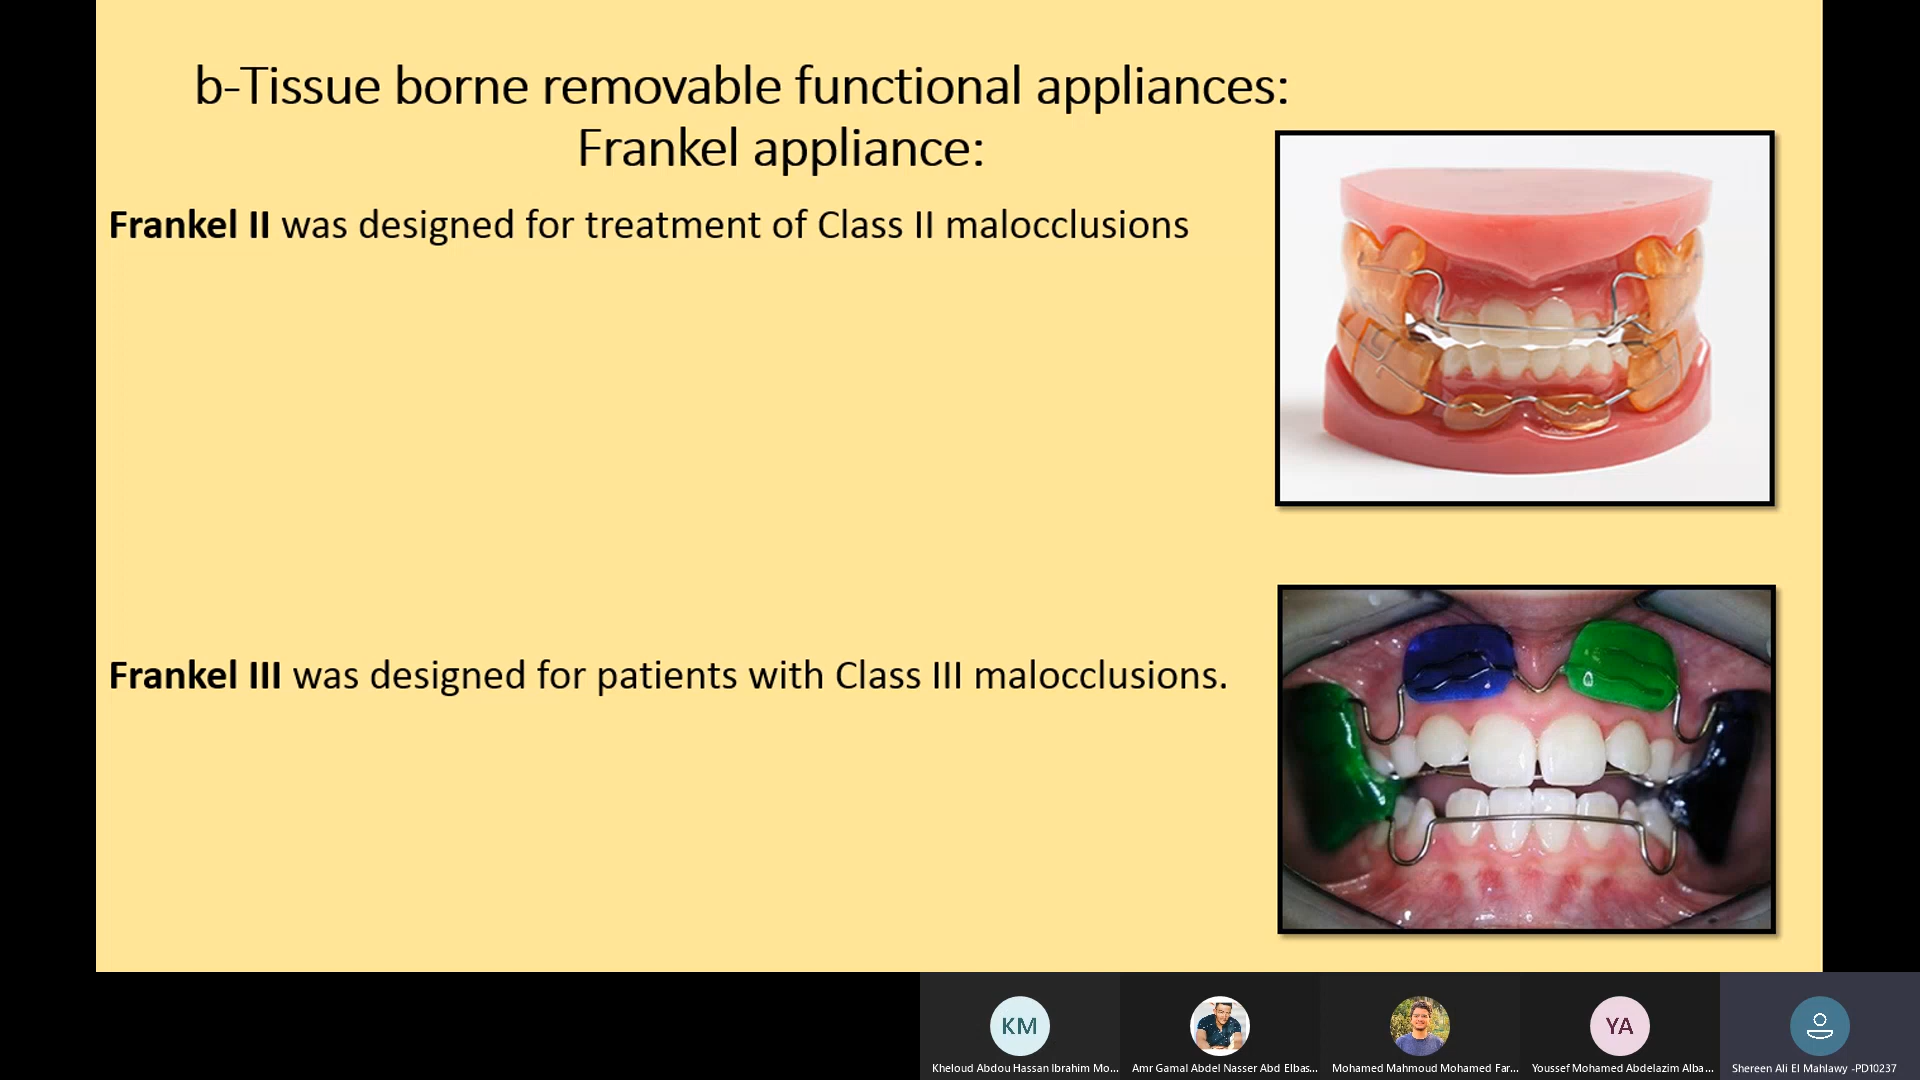 b-Tissue borne removable functional appliances:
Frankel appliance:
Frankel II was designed for treatment of Class II malocclusions
Frankel III was designed for patients with Class III malocclusions.
KM
YA
Kheloud Abdou Hassan Ibrahim Mo...
Amr Gamal Abdel Nasser Abd Elbas...
Mohamed Mahmoud Mohamed Far...
Youssef Mohamed Abdelazim Alba...
Shereen Ali El Mahlawy -PD10237